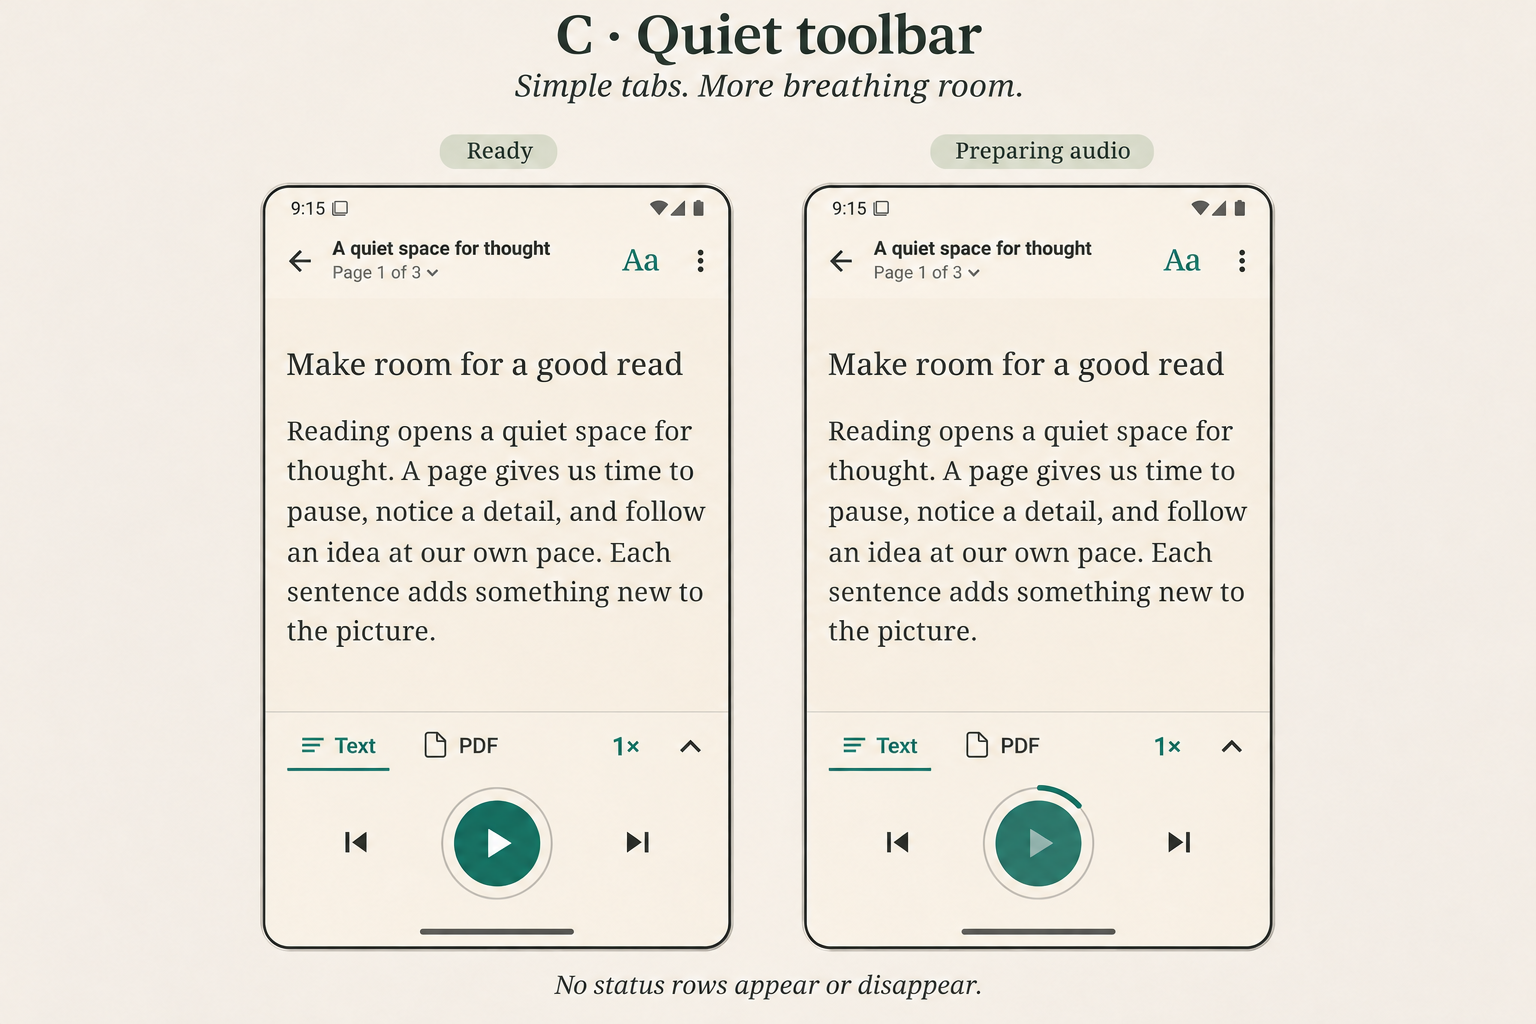 C · Quiet toolbar
Simple tabs. More breathing room.
Ready
9:15
A quiet space for thought
Page 1 of 3
Aa
Make room for a good read
Reading opens a quiet space for
thought. A page gives us time to
pause, notice a detail, and follow
an idea at our own pace. Each
sentence adds something new to
the picture.
Text
PDF
1×
Preparing audio
9:15
A quiet space for thought
Page 1 of 3
Aa
Make room for a good read
Reading opens a quiet space for
thought. A page gives us time to
pause, notice a detail, and follow
an idea at our own pace. Each
sentence adds something new to
the picture.
Text
PDF
1×
No status rows appear or disappear.